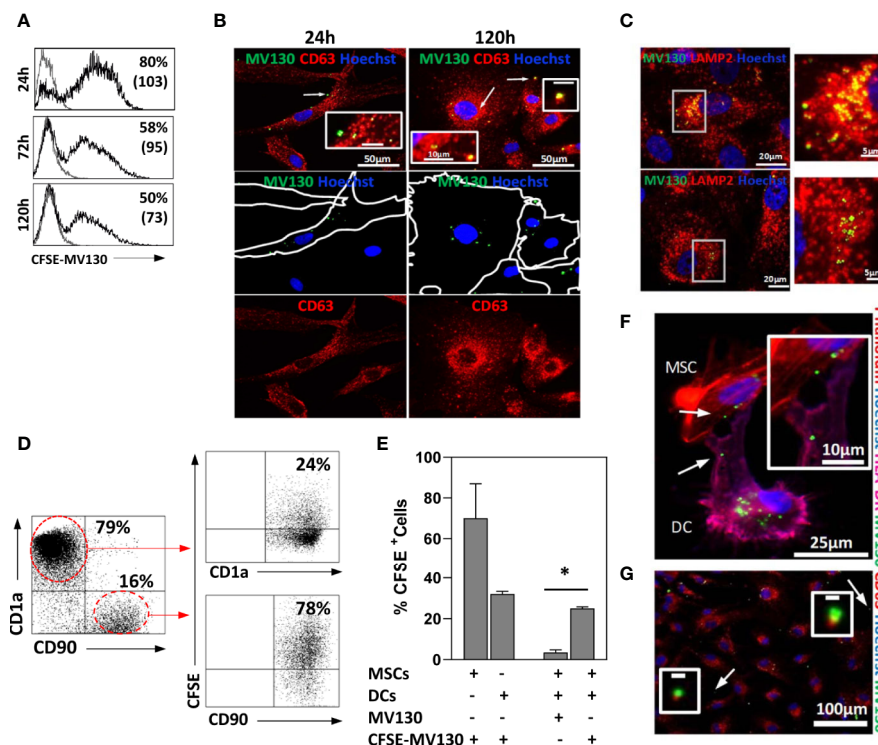 A
24h
80%
(103)
72h
58%
(95)
120h
50%
(73)
CFSE-MV130
B
24h
120h
MV130 CD63 Hoechst
MV130 CD63 Hoechst
50µm
10µm
50µm
MV130 Hoechst
MV130 Hoechst
CD63
CD63
C
MV130 LAMP2 Hoechst
20µm
5µm
MV130 LAMP2 Hoechst
20µm
5µm
D
79%
16%
CD1a
CD90
24%
CD1a
78%
CFSE
CD90
E
% CFSE +Cells
100
80
60
40
20
0
*
MSCs + - + +
DCs - + + +
MV130 - - + -
CFSE-MV130 + + - +
F
MSC
DC
10µm
25µm
G
100µm